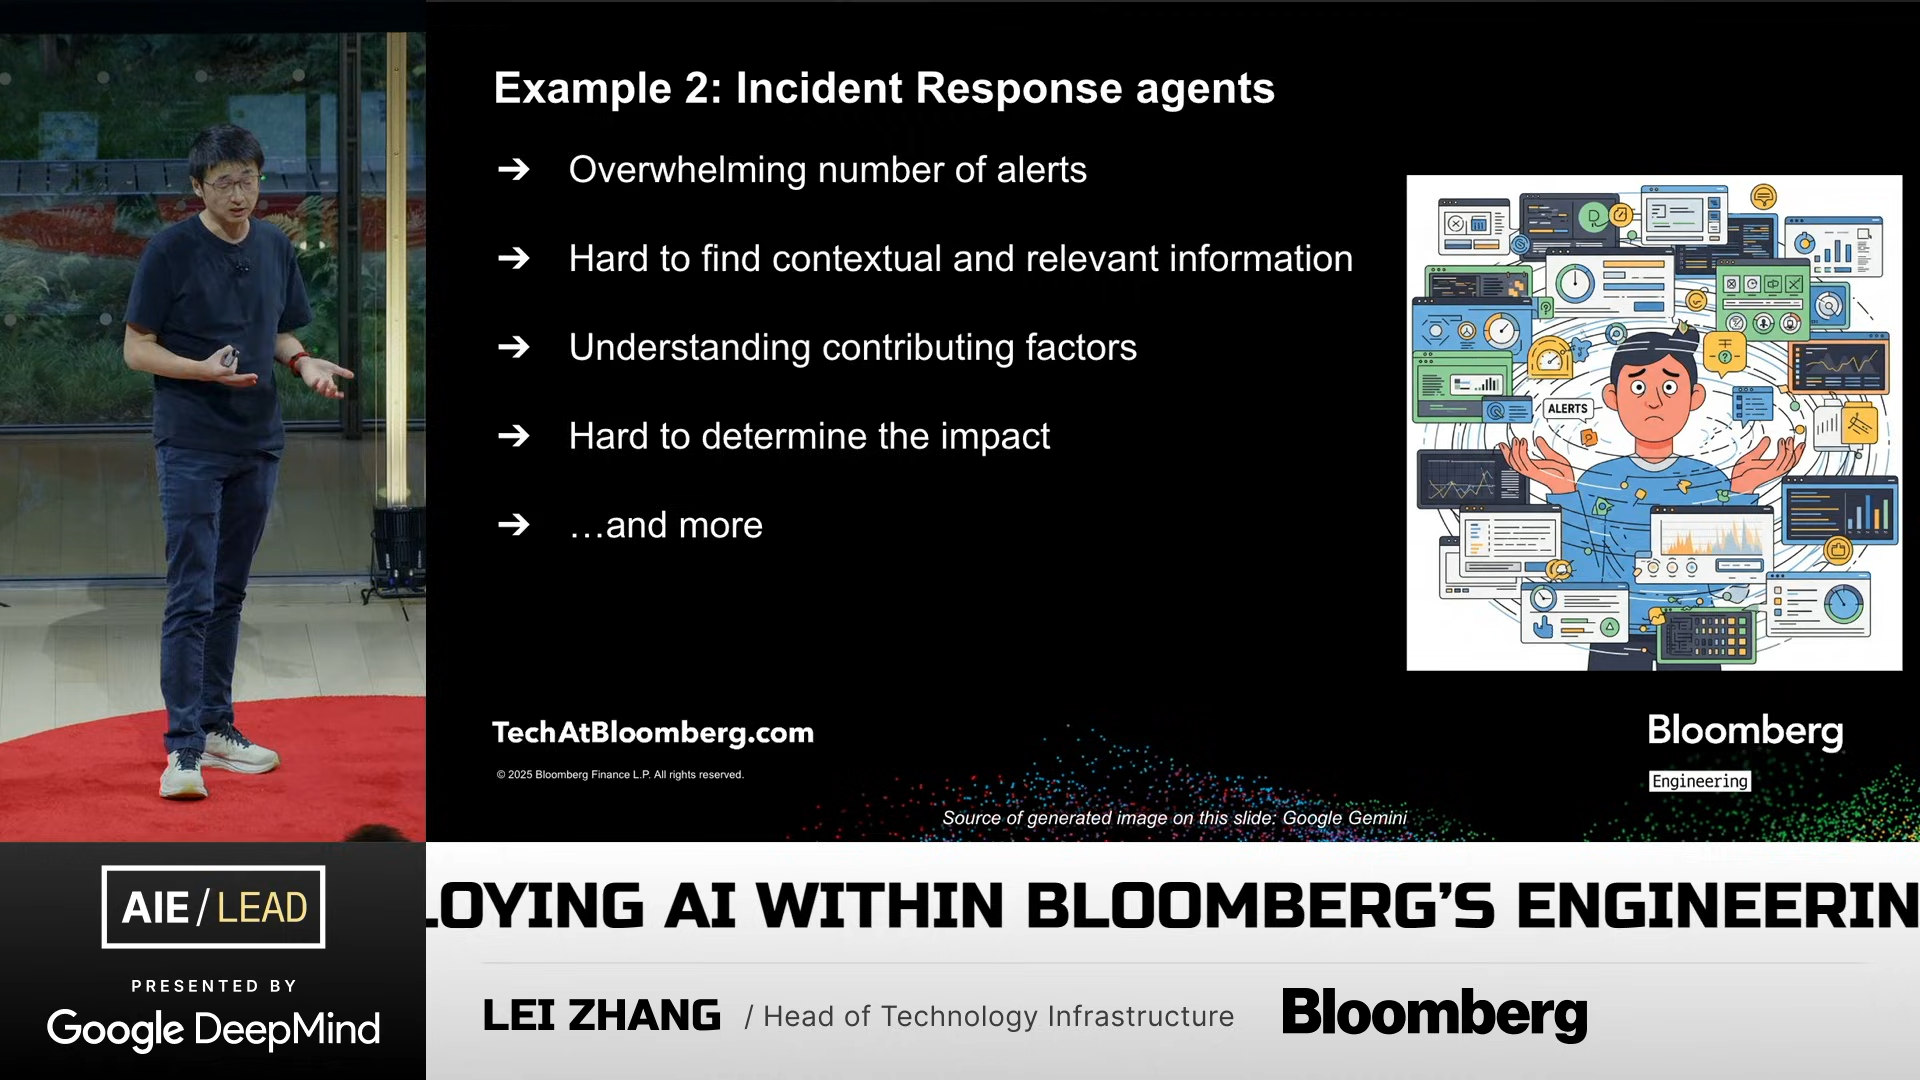 Example 2: Incident Response agents
➔ Overwhelming number of alerts
➔ Hard to find contextual and relevant information
➔ Understanding contributing factors
➔ Hard to determine the impact
➔ …and more
ALERTS
TechAtBloomberg.com
© 2025 Bloomberg Finance L.P. All rights reserved.
Bloomberg
Engineering
Source of generated image on this slide: Google Gemini
AIE/LEAD
PRESENTED BY
Google DeepMind
LOYING AI WITHIN BLOOMBERG’S ENGINEERIN
LEI ZHANG / Head of Technology Infrastructure
Bloomberg